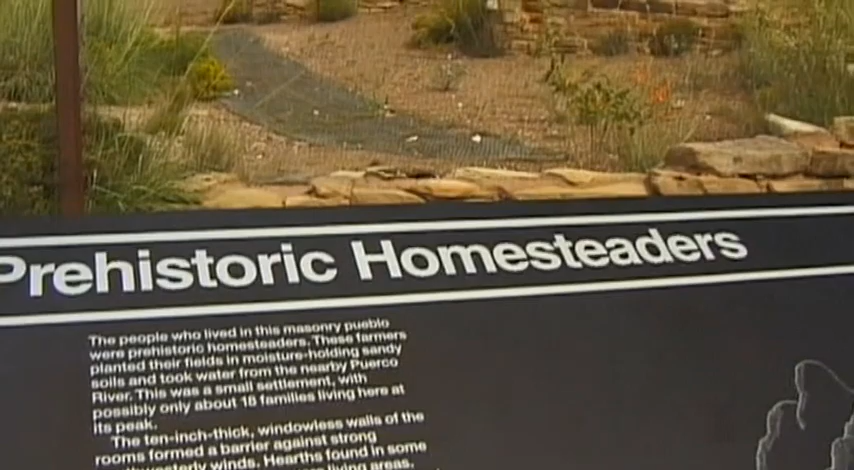 Prehistoric Homesteaders
The people who lived in this masonry pueblo
were prehistoric homesteaders. These farmers
planted their fields in moisture-holding sandy
soils and took water from the nearby Puerco
River. This was a small settlement, with
possibly only about 18 families living here at
its peak.
The ten-inch-thick, windowless walls of the
rooms formed a barrier against strong
winds. Hearths found in some
living areas.